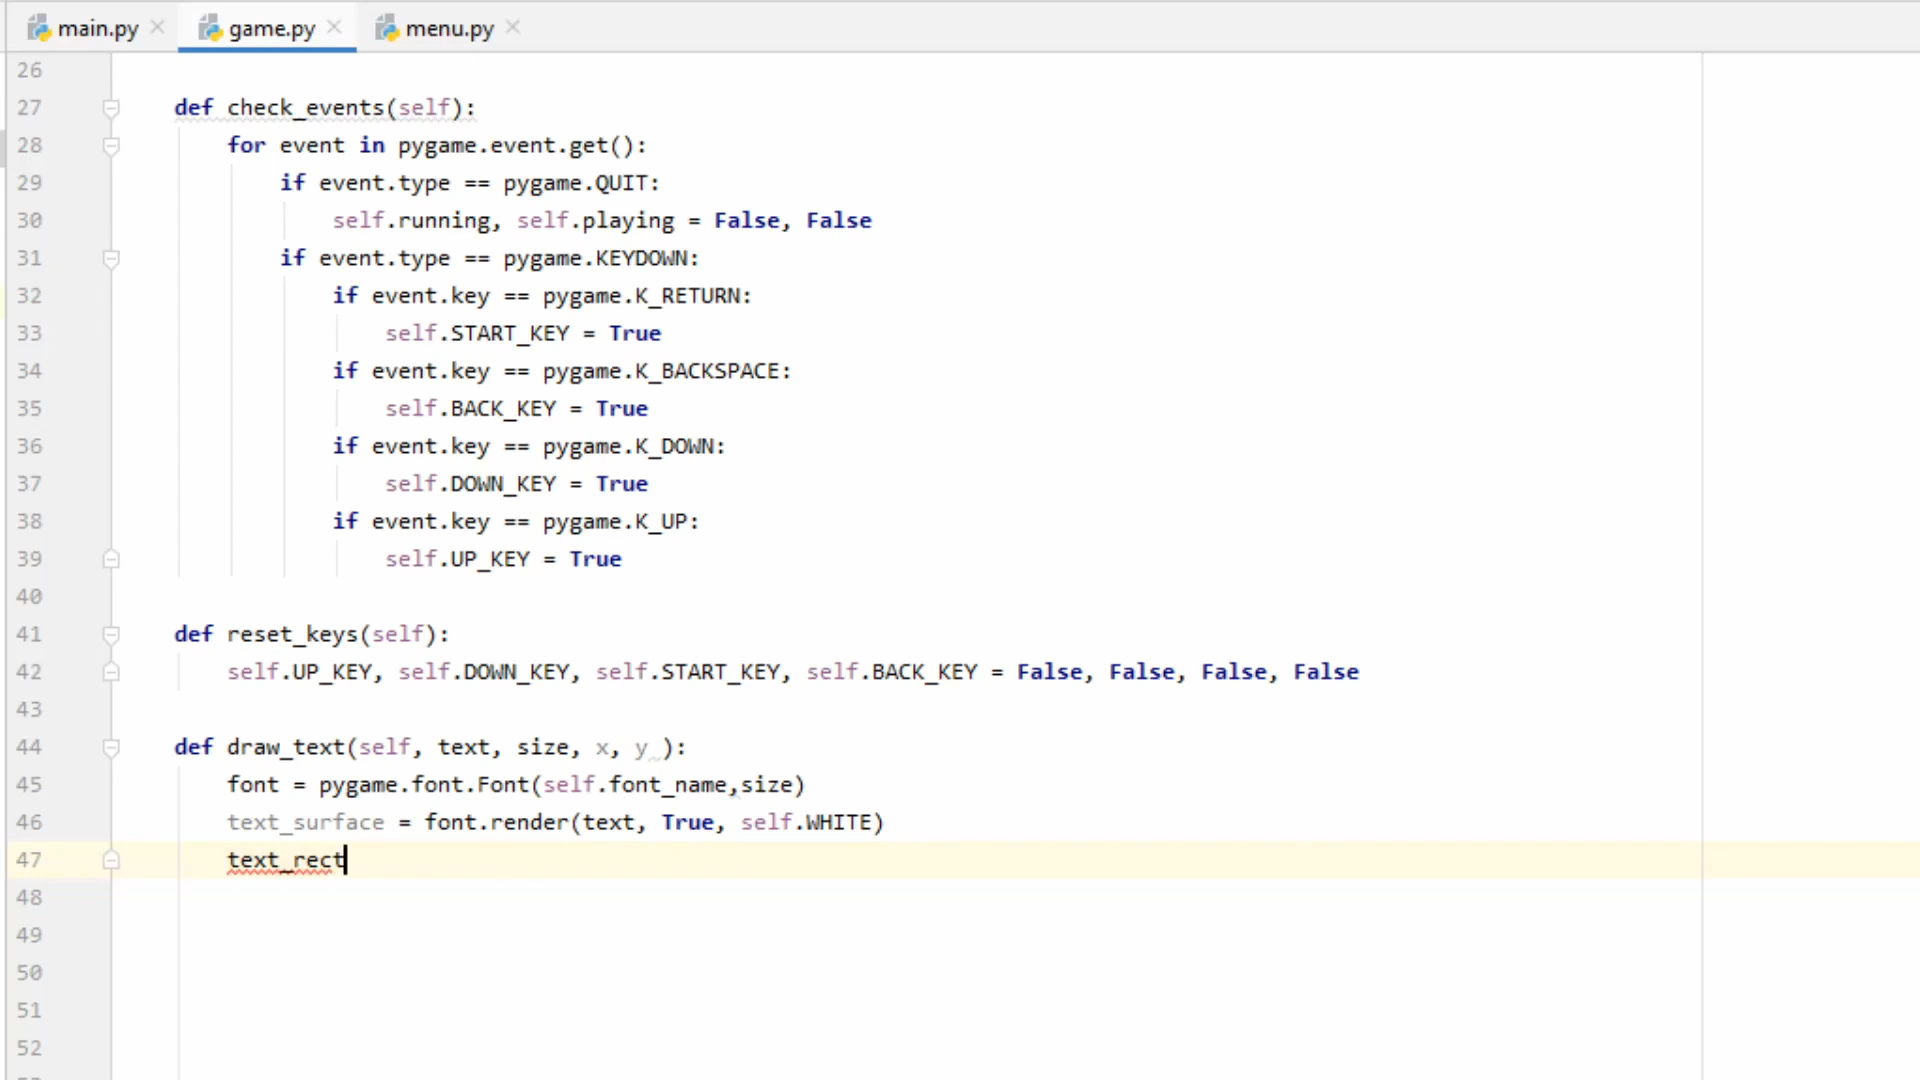 main.py game.py menu.py
26
27 def check_events(self):
28 for event in pygame.event.get():
29 if event.type == pygame.QUIT:
30 self.running, self.playing = False, False
31 if event.type == pygame.KEYDOWN:
32 if event.key == pygame.K_RETURN:
33 self.START_KEY = True
34 if event.key == pygame.K_BACKSPACE:
35 self.BACK_KEY = True
36 if event.key == pygame.K_DOWN:
37 self.DOWN_KEY = True
38 if event.key == pygame.K_UP:
39 self.UP_KEY = True
40
41 def reset_keys(self):
42 self.UP_KEY, self.DOWN_KEY, self.START_KEY, self.BACK_KEY = False, False, False, False
43
44 def draw_text(self, text, size, x, y ):
45 font = pygame.font.Font(self.font_name,size)
46 text_surface = font.render(text, True, self.WHITE)
47 text_rect
48
49
50
51
52